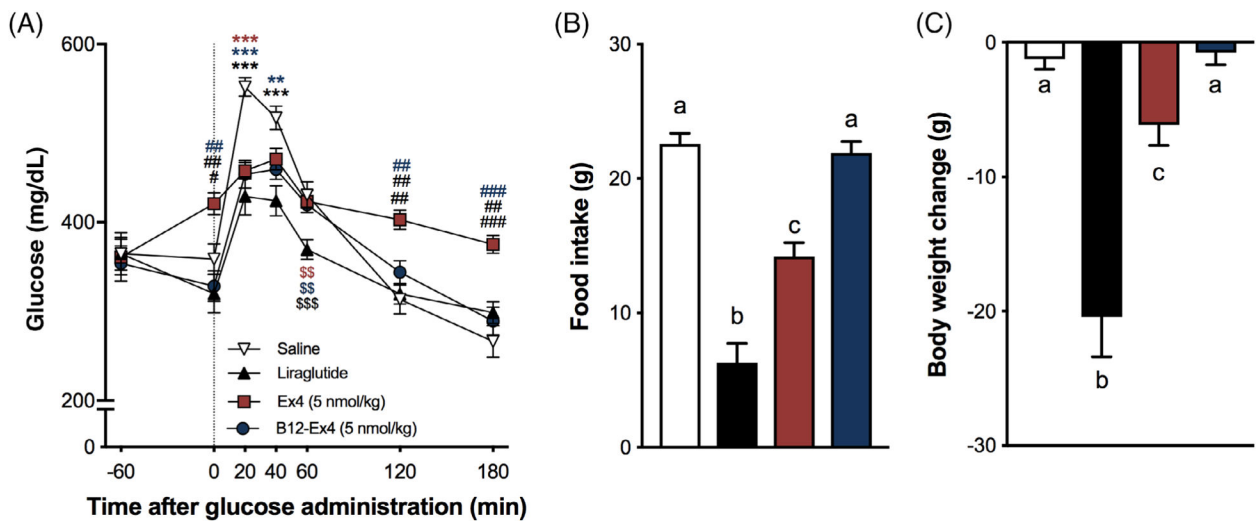 (A)
600
400
200
0
Glucose (mg/dL)
***
***
***
**
***
##
##
#
##
##
##
###
##
###
$$
$$
$$$
Saline
Liraglutide
Ex4 (5 nmol/kg)
B12-Ex4 (5 nmol/kg)
-60 0 20 40 60 120 180
Time after glucose administration (min)
(B)
30
20
10
0
Food intake (g)
a
b
c
a
(C)
0
-10
-20
-30
Body weight change (g)
a
b
c
a